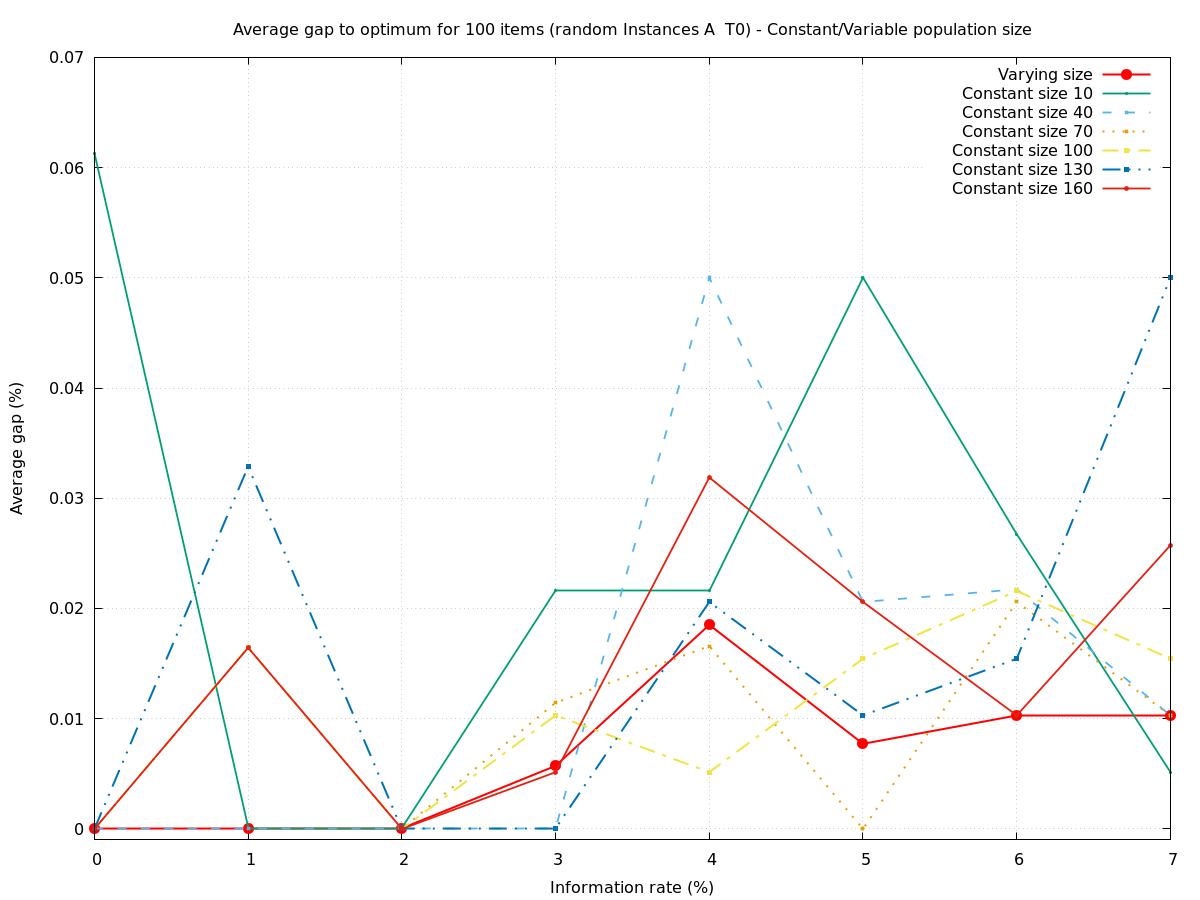 Average gap to optimum for 100 items (random Instances A  T0) - Constant/Variable population size
0.07
0.06
0.05
0.04
0.03
0.02
0.01
0
Average gap (%)
Varying size
Constant size 10
Constant size 40
Constant size 70
Constant size 100
Constant size 130
Constant size 160
0 1 2 3 4 5 6 7
Information rate (%)